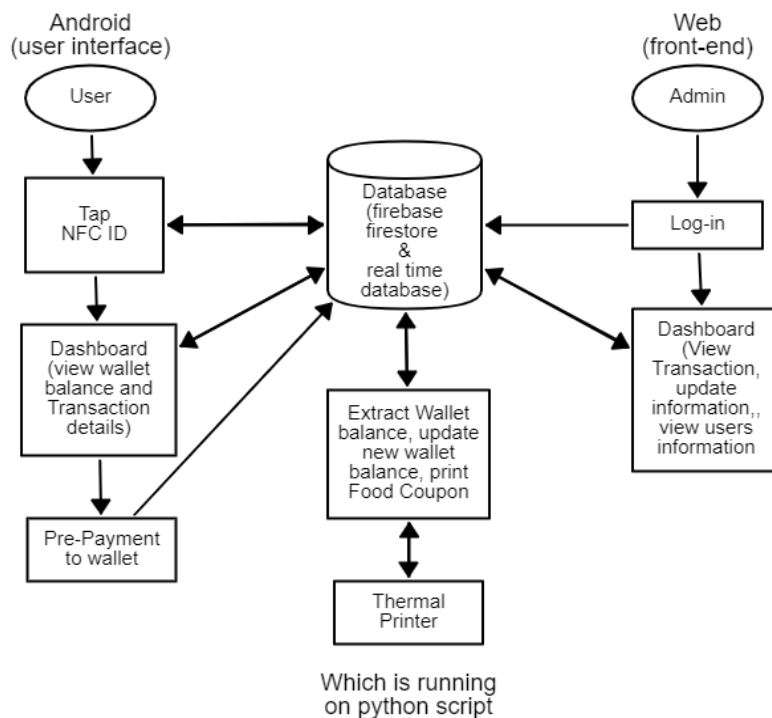 Android
(user interface)
User
Tap
NFC ID
Dashboard
(view wallet
balance and
Transaction
details)
Pre-Payment
to wallet
Database
(firebase
firestore
&
real time
database)
Extract Wallet
balance, update
new wallet
balance, print
Food Coupon
Thermal
Printer
Which is running
on python script
Web
(front-end)
Admin
Log-in
Dashboard
(View
Transaction,
update
information,,
view users
information